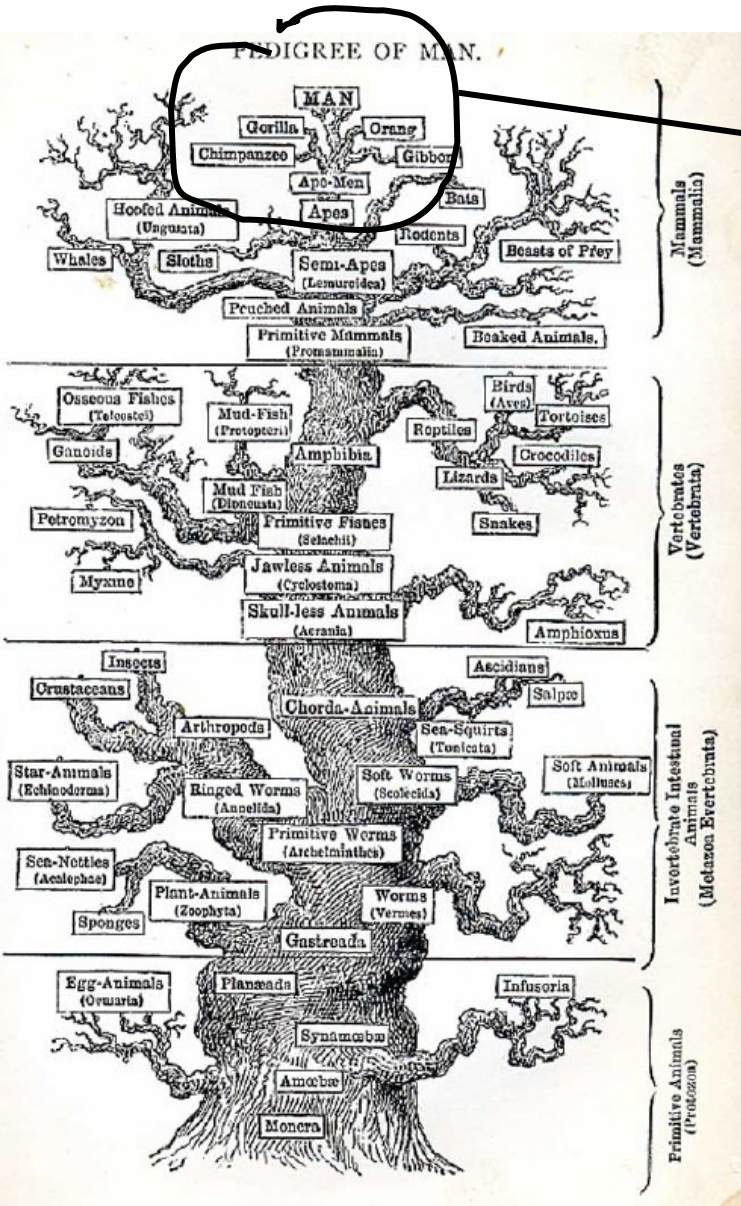 PEDIGREE OF MAN.
MAN
Gorilla
Orang
Chimpanzee
Gibbon
Ape-Men
Apes
Bats
Hoofed Animals
(Ungulata)
Rodents
Beasts of Prey
Whales
Sloths
Semi-Apes
(Lemuroidea)
Pouched Animals
Primitive Mammals
(Promammalia)
Beaked Animals.
Mammals
(Mammalia)
Osseous Fishes
(Teleostei)
Mud-Fish
(Protopteri)
Birds
(Aves)
Tortoises
Reptiles
Ganoids
Amphibia
Crocodiles
Lizards
Mud Fish
(Dipneusta)
Petromyzon
Primitive Fishes
(Selachii)
Snakes
Jawless Animals
(Cyclostoma)
Myxine
Skull-less Animals
(Acrania)
Amphioxus
Vertebrates
(Vertebrata)
Insects
Crustaceans
Ascidians
Salpæ
Chorda-Animals
Arthropods
Sea-Squirts
(Tunicata)
Star-Animals
(Echinoderma)
Ringed Worms
(Annelida)
Soft Worms
(Scolecida)
Soft Animals
(Molluscs)
Primitive Worms
(Archelminthes)
Sea-Nettles
(Acalephae)
Plant-Animals
(Zoophyta)
Worms
(Vermes)
Sponges
Gastreada
Invertebrate Intestinal
Animals
(Metazoa Evertebrata)
Egg-Animals
(Ovularia)
Planæada
Infusoria
Synamœbæ
Amœbæ
Monera
Primitive Animals
(Protozoa)